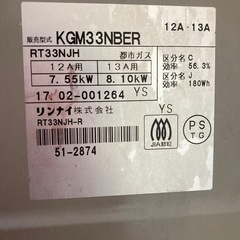 販売型式 KGM33NBER 12A・13A
RT33NJH 都市ガス
12A用 13A用
7.55kW 8.10kW
区分名 C
効率 56.3%
区分名 J
効率 180Wh
17.02-001264 YS
リンナイ株式会社 YS
RT33NJH-R
JIA認証
PS
TG
51-2874